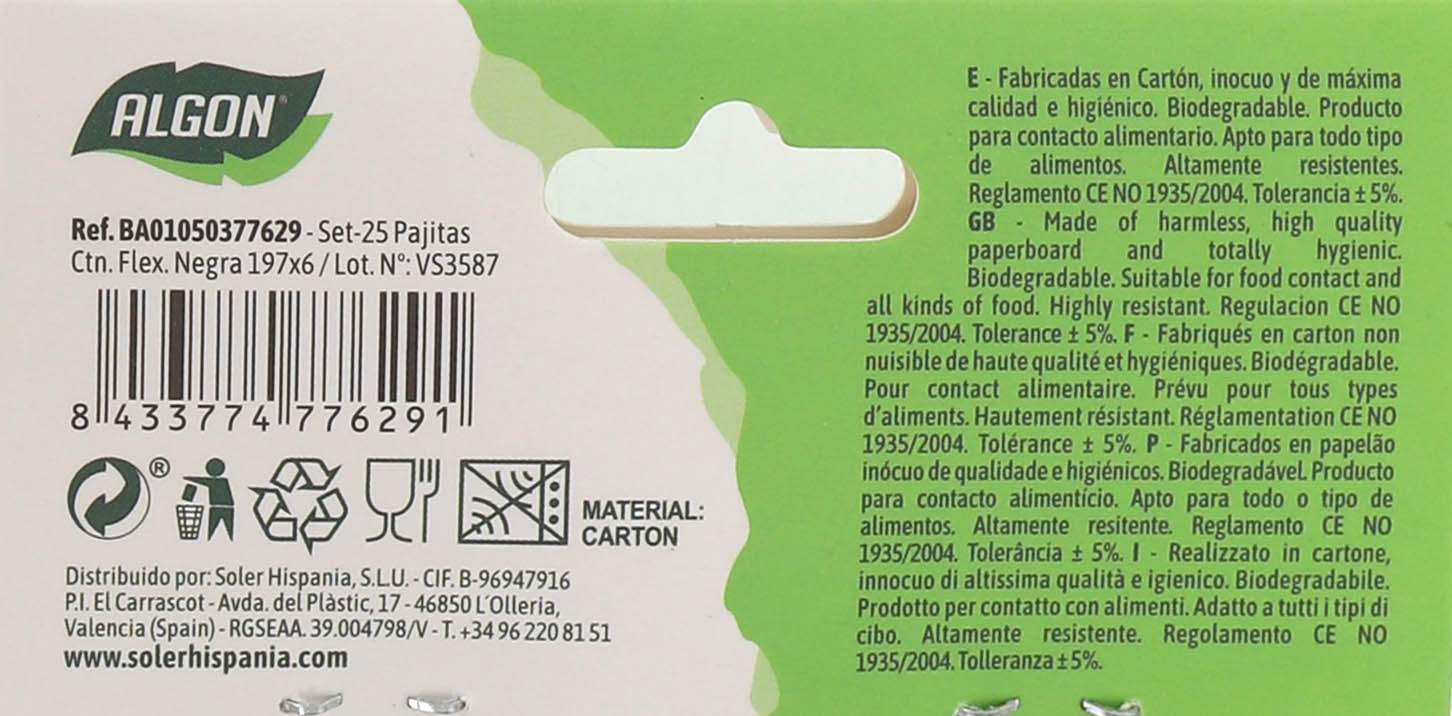 ALGON®
Ref. BA01050377629 - Set-25 Pajitas
Ctn. Flex. Negra 197x6 / Lot. Nº: VS3587
8 433774 776291
®
MATERIAL:
CARTON
Distribuido por: Soler Hispania, S.L.U. - CIF. B-96947916
P.I. El Carrascot - Avda. del Plàstic, 17 - 46850 L´Olleria,
Valencia (Spain) - RGSEAA. 39.004798/V - T. +34 96 220 81 51
www.solerhispania.com
E - Fabricadas en Cartón, inocuo y de máxima
calidad e higiénico. Biodegradable. Producto
para contacto alimentario. Apto para todo tipo
de alimentos. Altamente resistentes.
Reglamento CE NO 1935/2004. Tolerancia ± 5%.
GB - Made of harmless, high quality
paperboard and totally hygienic.
Biodegradable. Suitable for food contact and
all kinds of food. Highly resistant. Regulacion CE NO
1935/2004. Tolerance ± 5%. F - Fabriqués en carton non
nuisible de haute qualité et hygiéniques. Biodégradable.
Pour contact alimentaire. Prévu pour tous types
d’aliments. Hautement résistant. Réglamentation CE NO
1935/2004. Tolérance ± 5%. P - Fabricados en papelão
inócuo de qualidade e higiénicos. Biodegradável. Producto
para contacto alimentício. Apto para todo o tipo de
alimentos. Altamente resitente. Reglamento CE NO
1935/2004. Tolerância ± 5%. I - Realizzato in cartone,
innocuo di altissima qualità e igienico. Biodegradabile.
Prodotto per contatto con alimenti. Adatto a tutti i tipi di
cibo. Altamente resistente. Regolamento CE NO
1935/2004. Tolleranza ± 5%.